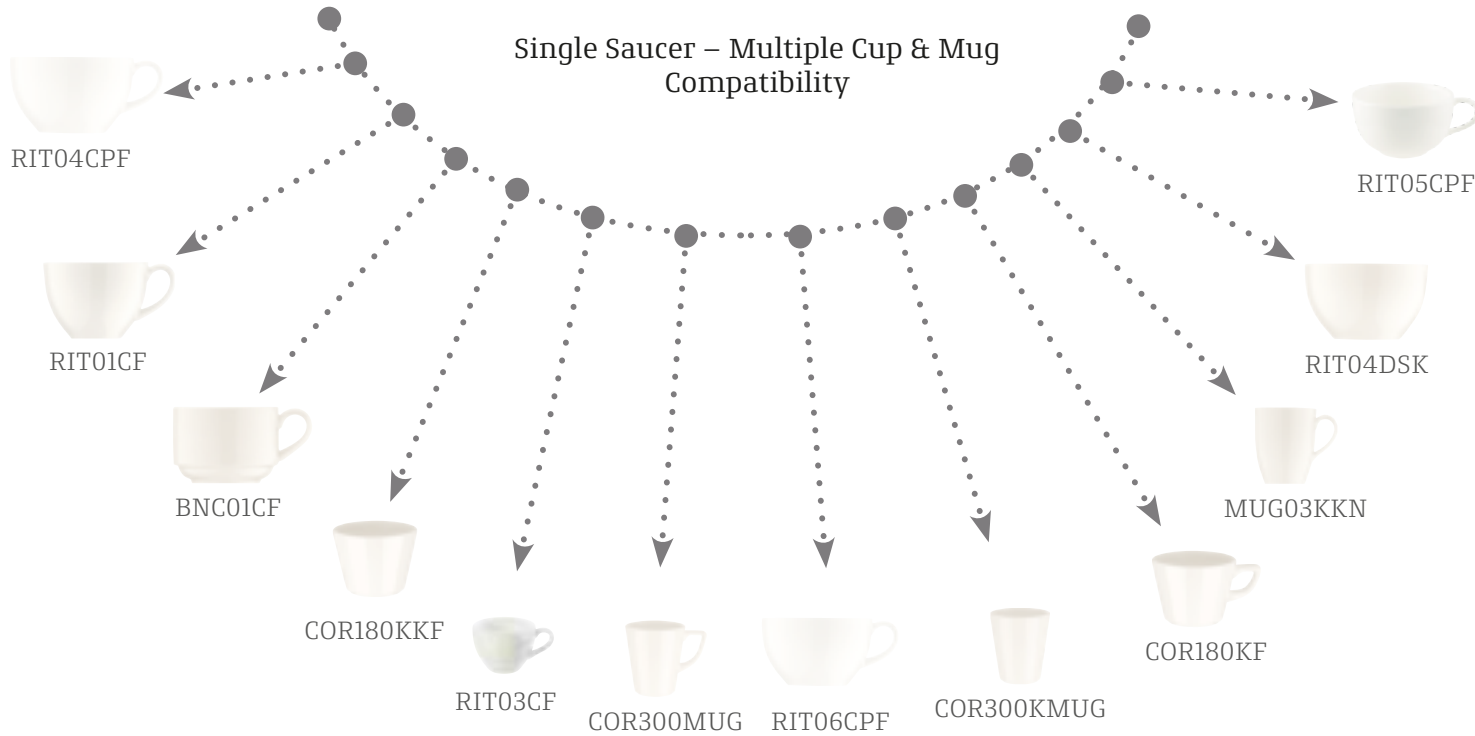 Single Saucer – Multiple Cup & Mug
Compatibility
RIT04CPF
RIT05CPF
RIT01CF
RIT04DSK
BNC01CF
MUG03KKN
COR180KKF
COR180KF
RIT03CF
COR300MUG
RIT06CPF
COR300KMUG